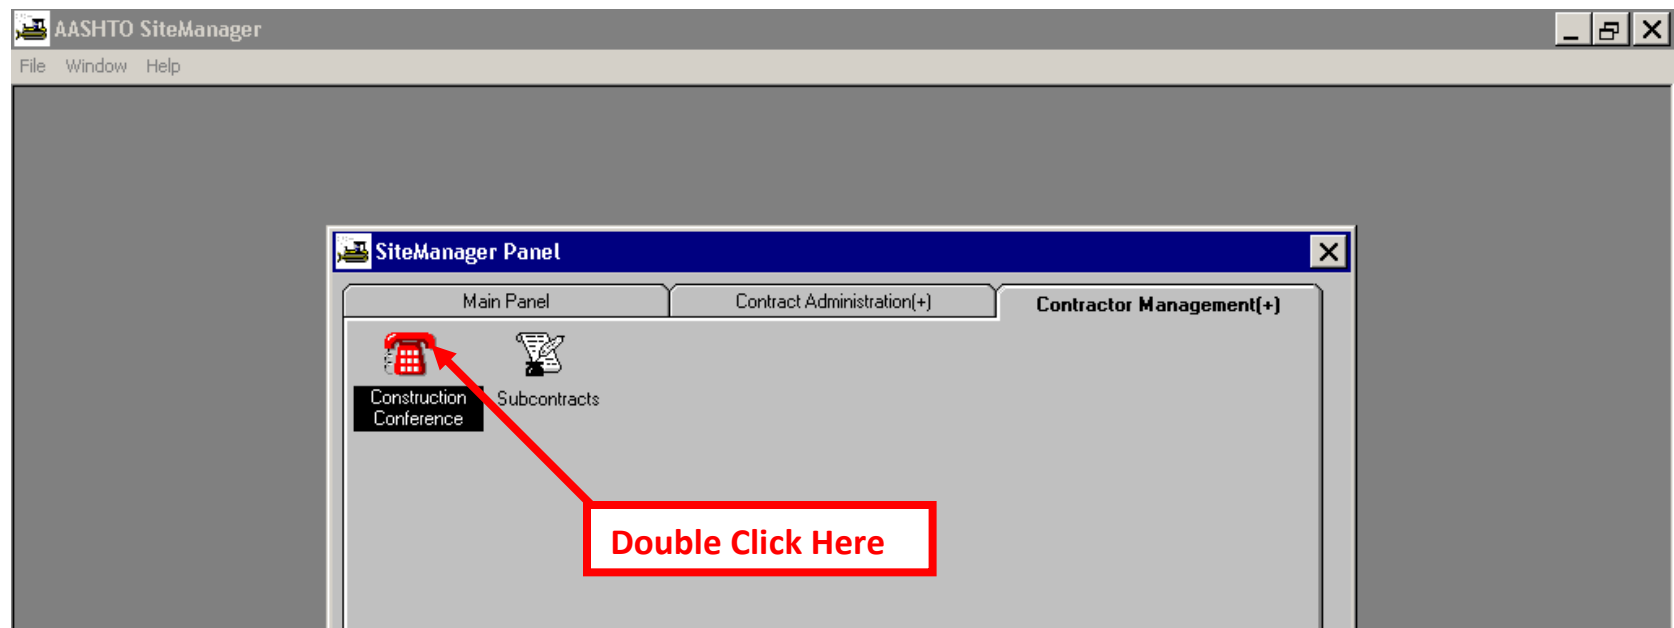 AASHTO SiteManager
File Window Help
SiteManager Panel
Main Panel Contract Administration(+) Contractor Management(+)
Construction Conference
Subcontracts
Double Click Here